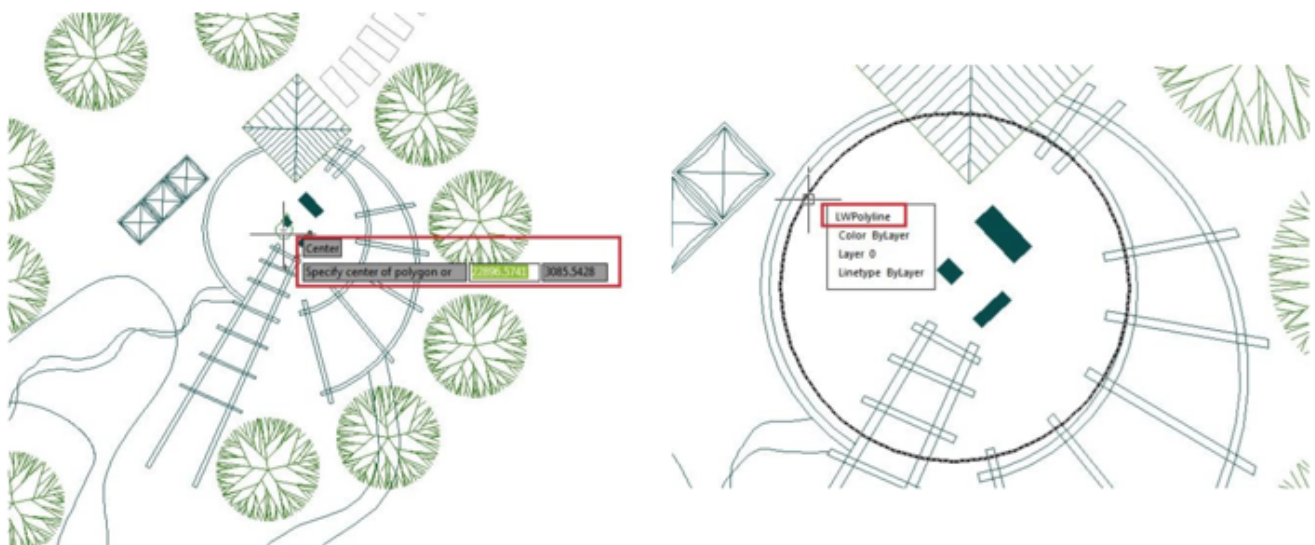 Center
Specify center of polygon or 22896.5741 3085.5428
LWPolyline
Color ByLayer
Layer 0
Linetype ByLayer